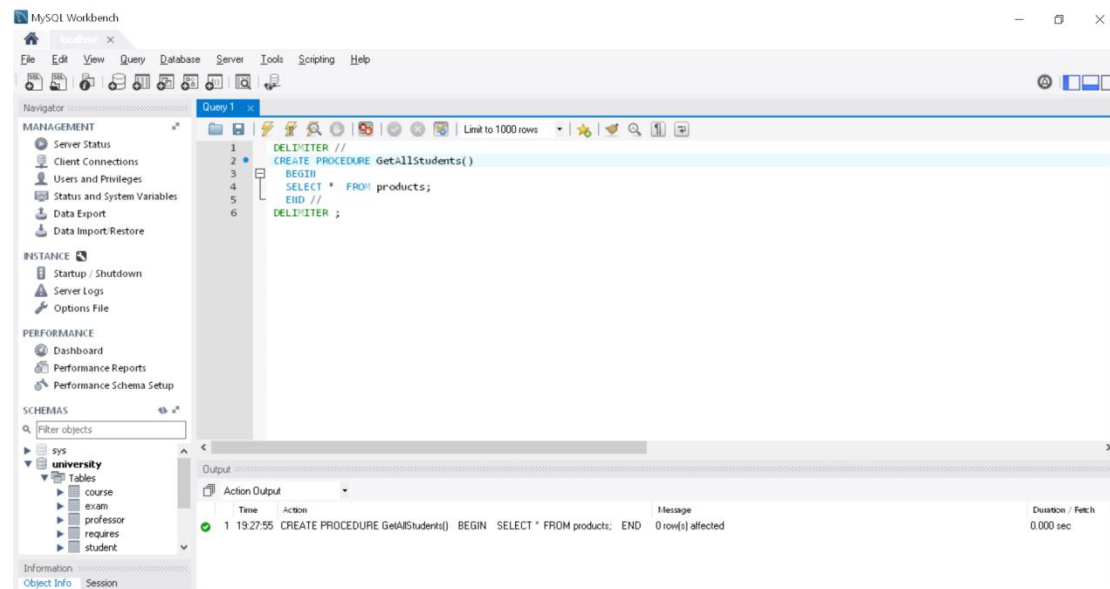 MySQL Workbench
File Edit View Query Database Server Tools Scripting Help
Navigator
Query 1
MANAGEMENT
Server Status
Client Connections
Users and Privileges
Status and System Variables
Data Export
Data Import/Restore
INSTANCE
Startup / Shutdown
Server Logs
Options File
PERFORMANCE
Dashboard
Performance Reports
Performance Schema Setup
SCHEMAS
Filter objects
sys
university
Tables
course
exam
professor
requires
student
Information
Object Info Session
Limit to 1000 rows
1 DELIMITER //
2 CREATE PROCEDURE GetAllStudents()
3 BEGIN
4 SELECT * FROM products;
5 END //
6 DELIMITER ;
Output
Action Output
Time Action Message Duration / Fetch
1 19:27:55 CREATE PROCEDURE GetAllStudents() BEGIN SELECT * FROM products; END 0 row(s) affected 0.000 sec